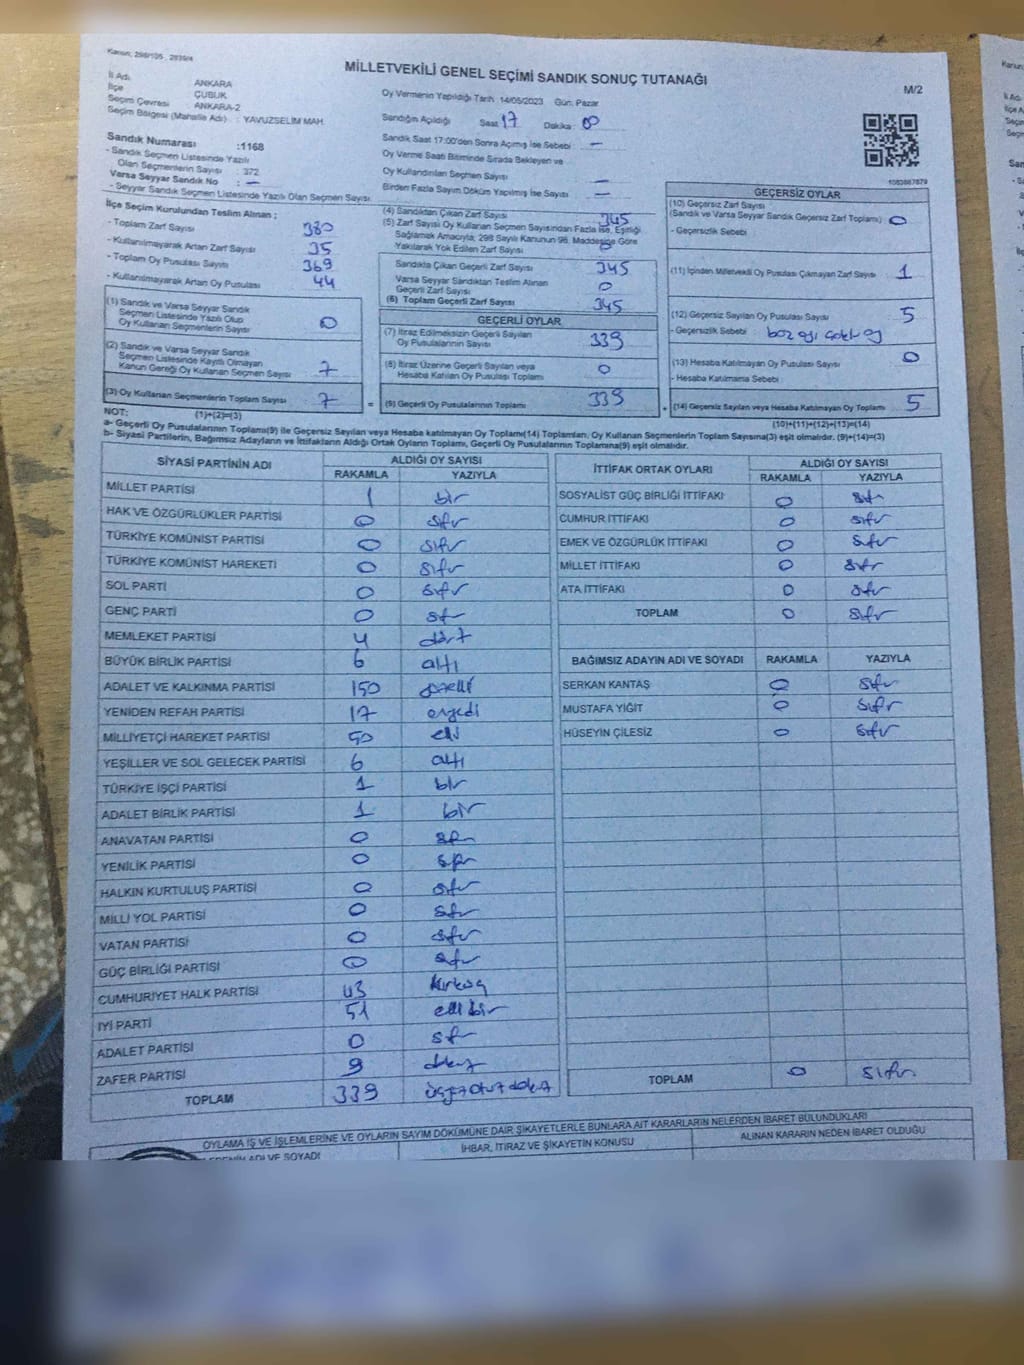 Kanun: 298/105, 2839/4
MİLLETVEKİLİ GENEL SEÇİMİ SANDIK SONUÇ TUTANAĞI
M/2
İl Adı ANKARA
İlçe ÇUBUK
Seçim Çevresi : ANKARA-2
Seçim Bölgesi (Mahalle Adı) : YAVUZSELİM MAH.
Oy Vermenin Yapıldığı Tarih 14/05/2023 Gün: Pazar
Sandığın Açıldığı Saat 17 Dakika : 00
Sandık Saat 17:00'den Sonra Açılmış İse Sebebi : —
Oy Verme Saati Bitiminde Sırada Bekleyen ve
Oy Kullandırılan Seçmen Sayısı —
Birden Fazla Sayım Döküm Yapılmış İse Sayısı —
Sandık Numarası :1168
- Sandık Seçmen Listesinde Yazılı
Olan Seçmenlerin Sayısı : 372
Varsa Seyyar Sandık No : —
- Seyyar Sandık Seçmen Listesinde Yazılı Olan Seçmen Sayısı
İlçe Seçim Kurulundan Teslim Alınan ;
- Toplam Zarf Sayısı 380
- Kullanılmayarak Artan Zarf Sayısı 35
- Toplam Oy Pusulası Sayısı 369
- Kullanılmayarak Artan Oy Pusulası 44
(1) Sandık ve Varsa Seyyar Sandık
Seçmen Listesinde Yazılı Olup
Oy Kullanan Seçmenlerin Sayısı 0
(2) Sandık ve Varsa Seyyar Sandık
Seçmen Listesinde Kayıtlı Olmayan
Kanun Gereği Oy Kullanan Seçmen Sayısı 7
(3) Oy Kullanan Seçmenlerin Toplam Sayısı 7
(1)+(2)=(3)
(4) Sandıktan Çıkan Zarf Sayısı 345
(5) Zarf Sayısı Oy Kullanan Seçmen Sayısından Fazla İse, Eşitliği
Sağlamak Amacıyla, 298 Sayılı Kanunun 98. Maddesine Göre
Yakılarak Yok Edilen Zarf Sayısı 0
Sandıkta Çıkan Geçerli Zarf Sayısı 345
Varsa Seyyar Sandıktan Teslim Alınan
Geçerli Zarf Sayısı 0
(6) Toplam Geçerli Zarf Sayısı 345
GEÇERLİ OYLAR
(7) İtiraz Edilmeksizin Geçerli Sayılan
Oy Pusulalarının Sayısı 339
(8) İtiraz Üzerine Geçerli Sayılan veya
Hesaba Katılan Oy Pusulası Toplamı 0
= (9) Geçerli Oy Pusulalarının Toplamı 339
1083867879
GEÇERSİZ OYLAR
(10) Geçersiz Zarf Sayısı
(Sandık ve Varsa Seyyar Sandık Geçersiz Zarf Toplamı) 0
- Geçersizlik Sebebi
(11) İçinden Milletvekili Oy Pusulası Çıkmayan Zarf Sayısı 1
(12) Geçersiz Sayılan Oy Pusulası Sayısı 5
- Geçersizlik Sebebi
(13) Hesaba Katılmayan Oy Pusulası Sayısı 0
- Hesaba Katılmama Sebebi
+ (14) Geçersiz Sayılan veya Hesaba Katılmayan Oy Toplamı 5
(10)+(11)+(12)+(13)=(14)
NOT:
a- Geçerli Oy Pusulalarının Toplamı(9) ile Geçersiz Sayılan veya Hesaba katılmayan Oy Toplamı(14) Toplamları, Oy Kullanan Seçmenlerin Toplam Sayısına(3) eşit olmalıdır. (9)+(14)=(3)
b- Siyasi Partilerin, Bağımsız Adayların ve İttifakların Aldığı Ortak Oyların Toplamı, Geçerli Oy Pusulalarının Toplamına(9) eşit olmalıdır.
SİYASİ PARTİNİN ADI ALDIĞI OY SAYISI
RAKAMLA YAZIYLA
MİLLET PARTİSİ 1 bir
HAK VE ÖZGÜRLÜKLER PARTİSİ 0 sıfır
TÜRKİYE KOMÜNİST PARTİSİ 0 sıfır
TÜRKİYE KOMÜNİST HAREKETİ 0 sıfır
SOL PARTİ 0 sıfır
GENÇ PARTİ 0 sıfır
MEMLEKET PARTİSİ 4 dört
BÜYÜK BİRLİK PARTİSİ 6 altı
ADALET VE KALKINMA PARTİSİ 150 yüzelli
YENİDEN REFAH PARTİSİ 17 onyedi
MİLLİYETÇİ HAREKET PARTİSİ 50 elli
YEŞİLLER VE SOL GELECEK PARTİSİ 6 altı
TÜRKİYE İŞÇİ PARTİSİ 1 bir
ADALET BİRLİK PARTİSİ 1 bir
ANAVATAN PARTİSİ 0 sıfır
YENİLİK PARTİSİ 0 sıfır
HALKIN KURTULUŞ PARTİSİ 0 sıfır
MİLLİ YOL PARTİSİ 0 sıfır
VATAN PARTİSİ 0 sıfır
GÜÇ BİRLİĞİ PARTİSİ 0 sıfır
CUMHURİYET HALK PARTİSİ 43 kırküç
İYİ PARTİ 51 elli bir
ADALET PARTİSİ 0 sıfır
ZAFER PARTİSİ 9 dokuz
TOPLAM 339 üçyüzotuzdokuz
İTTİFAK ORTAK OYLARI ALDIĞI OY SAYISI
RAKAMLA YAZIYLA
SOSYALİST GÜÇ BİRLİĞİ İTTİFAKI 0 sıfır
CUMHUR İTTİFAKI 0 sıfır
EMEK VE ÖZGÜRLÜK İTTİFAKI 0 sıfır
MİLLET İTTİFAKI 0 sıfır
ATA İTTİFAKI 0 sıfır
TOPLAM 0 sıfır
BAĞIMSIZ ADAYIN ADI VE SOYADI RAKAMLA YAZIYLA
SERKAN KANTAŞ 0 sıfır
MUSTAFA YİĞİT 0 sıfır
HÜSEYİN ÇİLESİZ 0 sıfır
TOPLAM 0 sıfır
OYLAMA İŞ VE İŞLEMLERİNE VE OYLARIN SAYIM DÖKÜMÜNE DAİR ŞİKAYETLERLE BUNLARA AİT KARARLARIN NELERDEN İBARET BULUNDUKLARI
ADI VE SOYADI İHBAR, İTİRAZ VE ŞİKAYETİN KONUSU ALINAN KARARIN NEDEN İBARET OLDUĞU